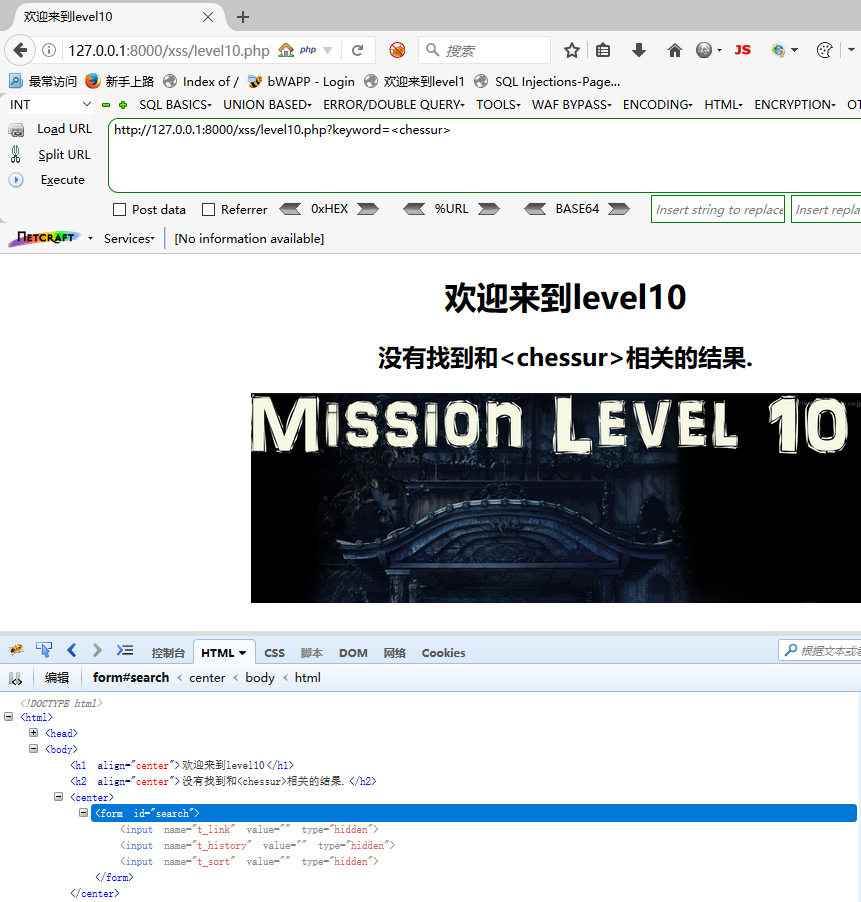 欢迎来到level10
127.0.0.1:8000/xss/level10.php php 搜索 JS
最常访问 新手上路 Index of / bWAPP - Login 欢迎来到level1 SQL Injections-Page...
INT SQL BASICS UNION BASED ERROR/DOUBLE QUERY TOOLS WAF BYPASS ENCODING HTML ENCRYPTION OT
Load URL http://127.0.0.1:8000/xss/level10.php?keyword=<chessur>
Split URL
Execute
Post data Referrer 0xHEX %URL BASE64 Insert string to replace Insert repla
NETCRAFT Services [No information available]
欢迎来到level10
没有找到和<chessur>相关的结果.
Mission Level 10
控制台 HTML CSS 脚本 DOM 网络 Cookies 根据文本或者
编辑 form#search < center < body < html
<!DOCTYPE html>
<html>
<head>
<body>
<h1 align="center">欢迎来到level10</h1>
<h2 align="center">没有找到和<chessur>相关的结果.</h2>
<center>
<form id="search">
<input name="t_link" value="" type="hidden">
<input name="t_history" value="" type="hidden">
<input name="t_sort" value="" type="hidden">
</form>
</center>